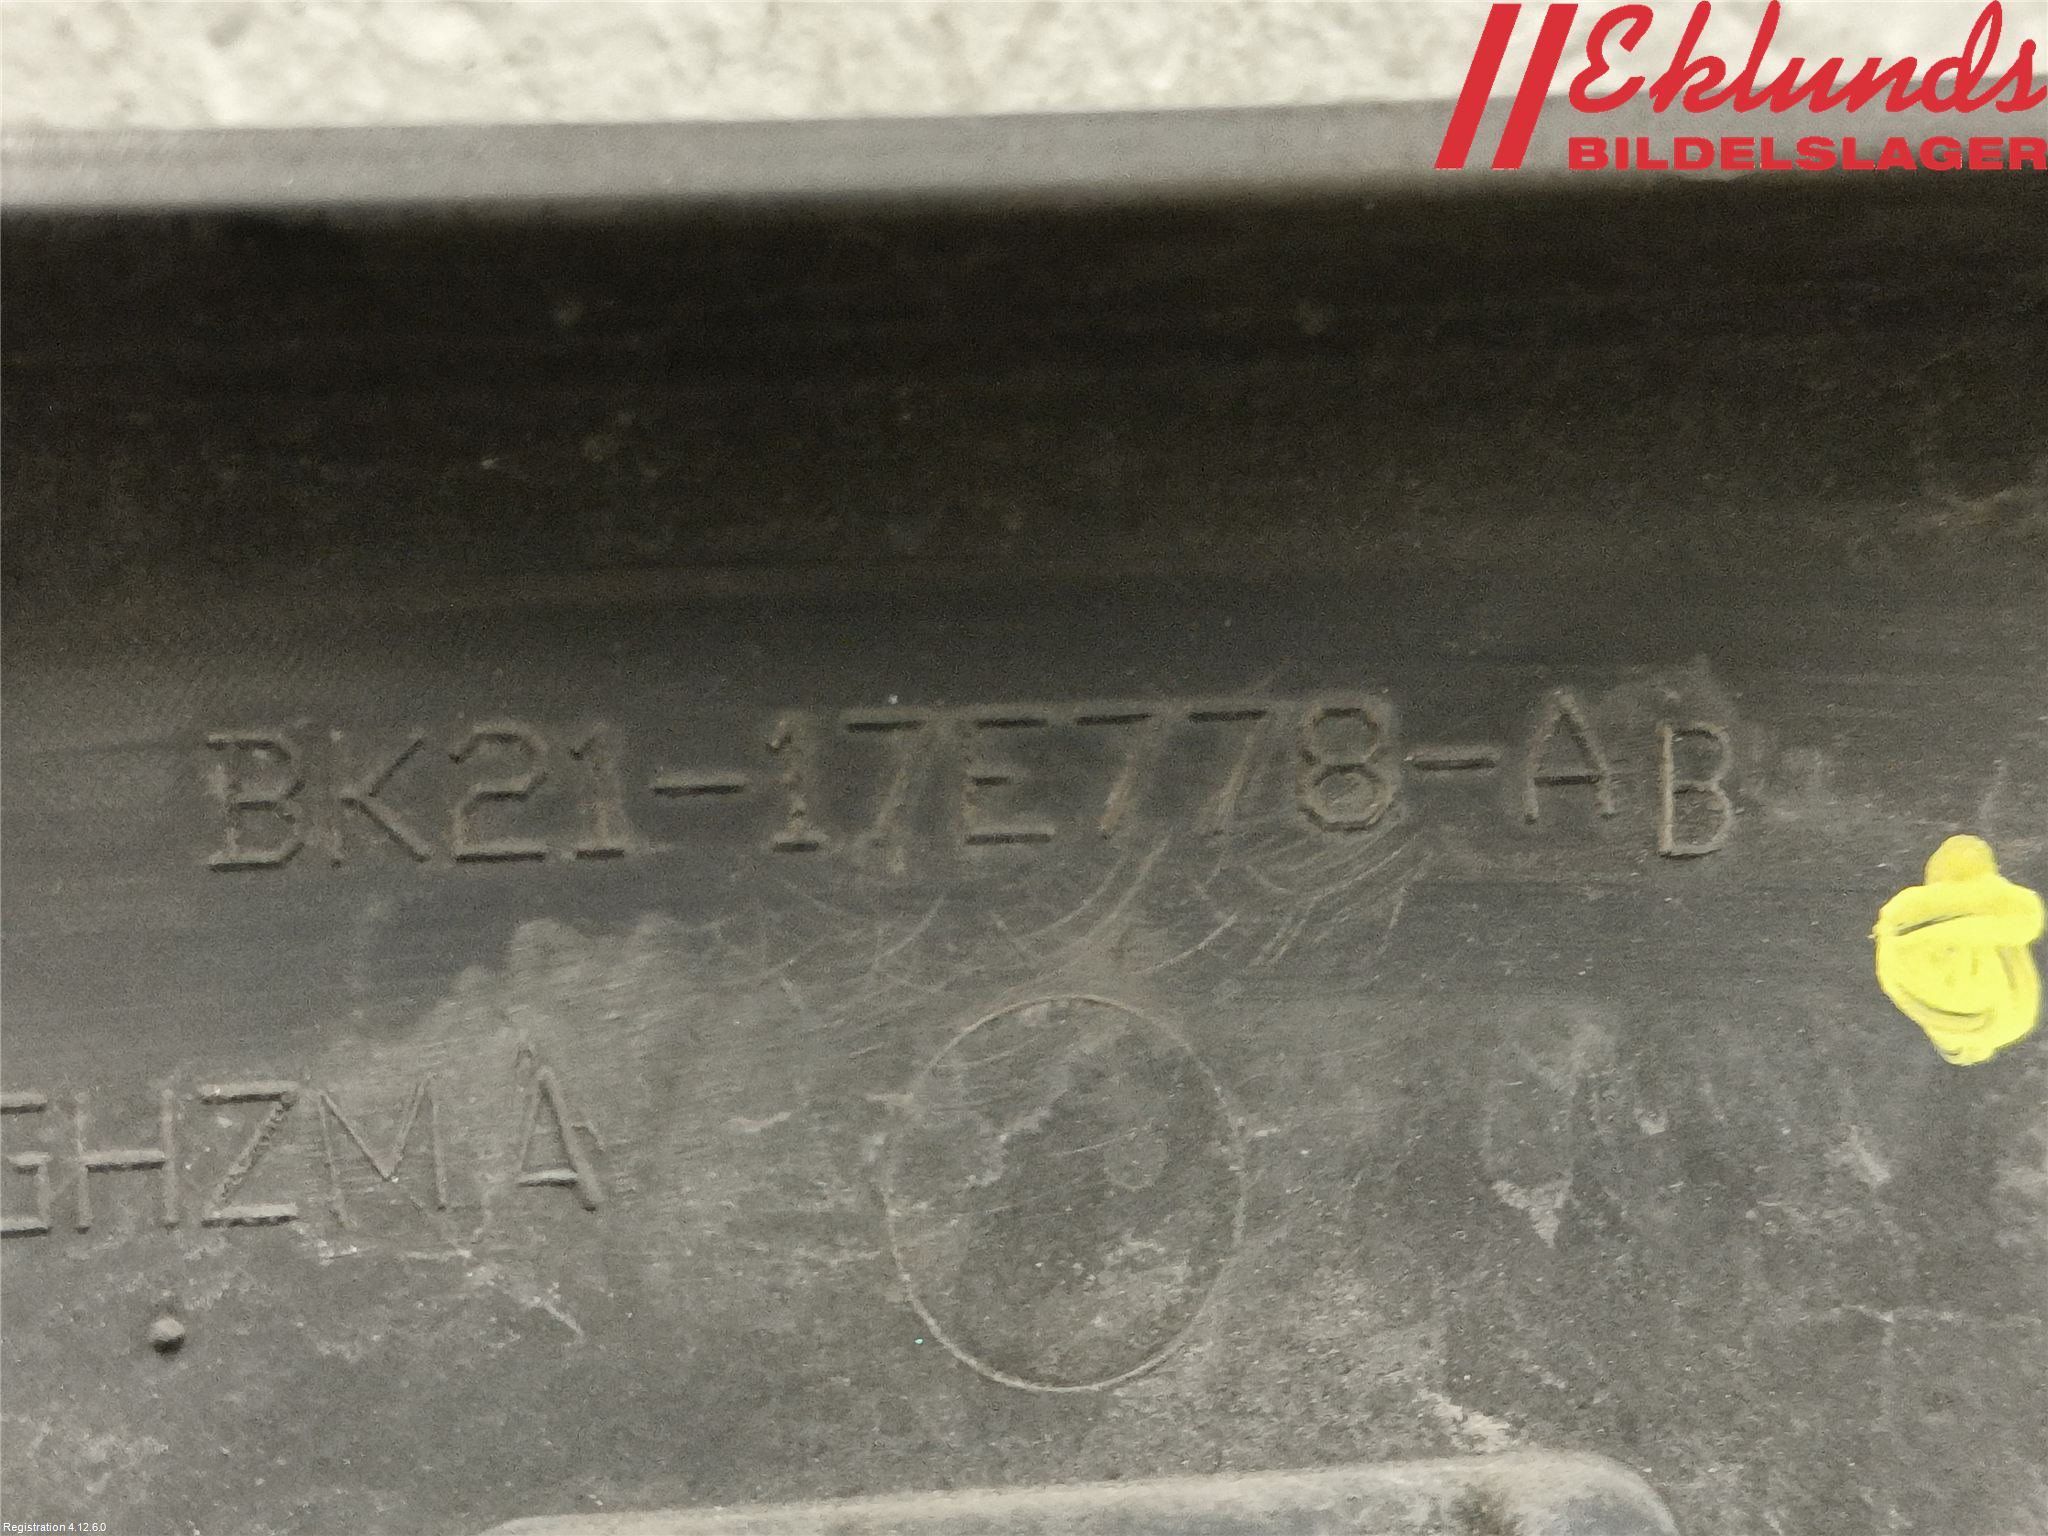 Eklunds
BILDELSLAGER
BK21-17E778-AB
GHZMA
Registration 4.12.6.0